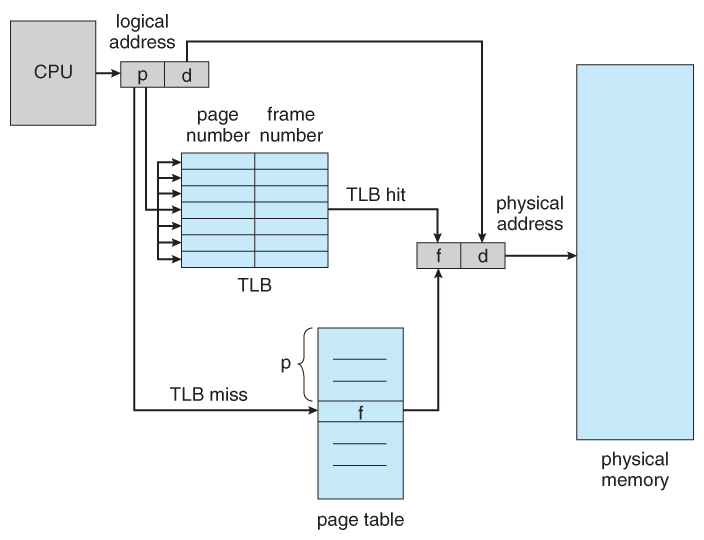 logical
address
CPU
p
d
page
number
frame
number
TLB hit
TLB
physical
address
f
d
p
TLB miss
f
page table
physical
memory